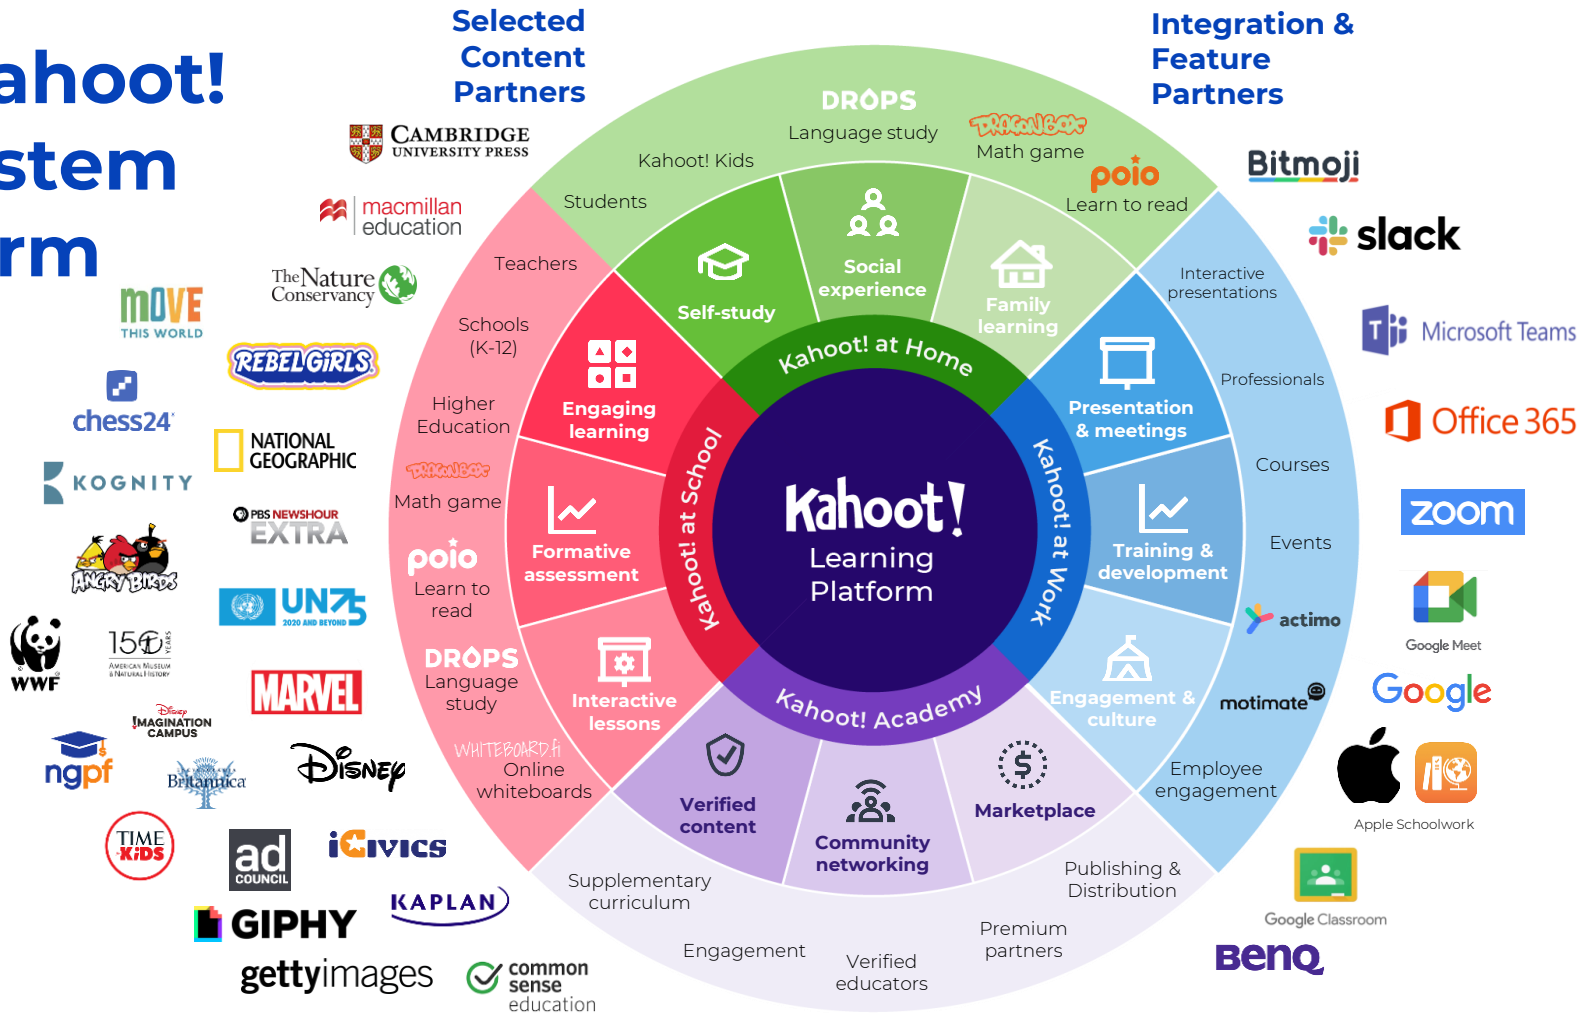 ahoot!
stem
rm
Selected
Content
Partners
Integration &
Feature
Partners
CAMBRIDGE
UNIVERSITY PRESS
macmillan
education
The Nature
Conservancy
MOVE
THIS WORLD
REBEL GIRLS
chess24
KOGNITY
NATIONAL
GEOGRAPHIC
PBS NEWSHOUR
EXTRA
ANGRY BIRDS
UN75
2020 AND BEYOND
WWF
150 YEARS
AMERICAN MUSEUM
& NATURAL HISTORY
MARVEL
Disney
IMAGINATION
CAMPUS
ngpf
Britannica
Disney
TIME
KiDS
ad
COUNCIL
iCIVICS
GIPHY
KAPLAN
gettyimages
common
sense
education
DROPS
Language study
DRAGONBOX
Math game
poio
Learn to read
Kahoot! Kids
Students
Self-study
Social
experience
Family
learning
Kahoot! at Home
Teachers
Schools
(K-12)
Higher
Education
DRAGONBOX
Math game
poio
Learn to
read
DROPS
Language
study
WHITEBOARD.fi
Online
whiteboards
Engaging
learning
Formative
assessment
Interactive
lessons
Kahoot! at School
Kahoot!
Learning
Platform
Kahoot! at Work
Presentation
& meetings
Training &
development
Engagement &
culture
Interactive
presentations
Professionals
Courses
Events
actimo
motimate
Employee
engagement
Kahoot! Academy
Verified
content
Community
networking
Marketplace
Supplementary
curriculum
Engagement
Verified
educators
Premium
partners
Publishing &
Distribution
Bitmoji
slack
Microsoft Teams
Office 365
zoom
Google Meet
Google
Apple Schoolwork
Google Classroom
BenQ